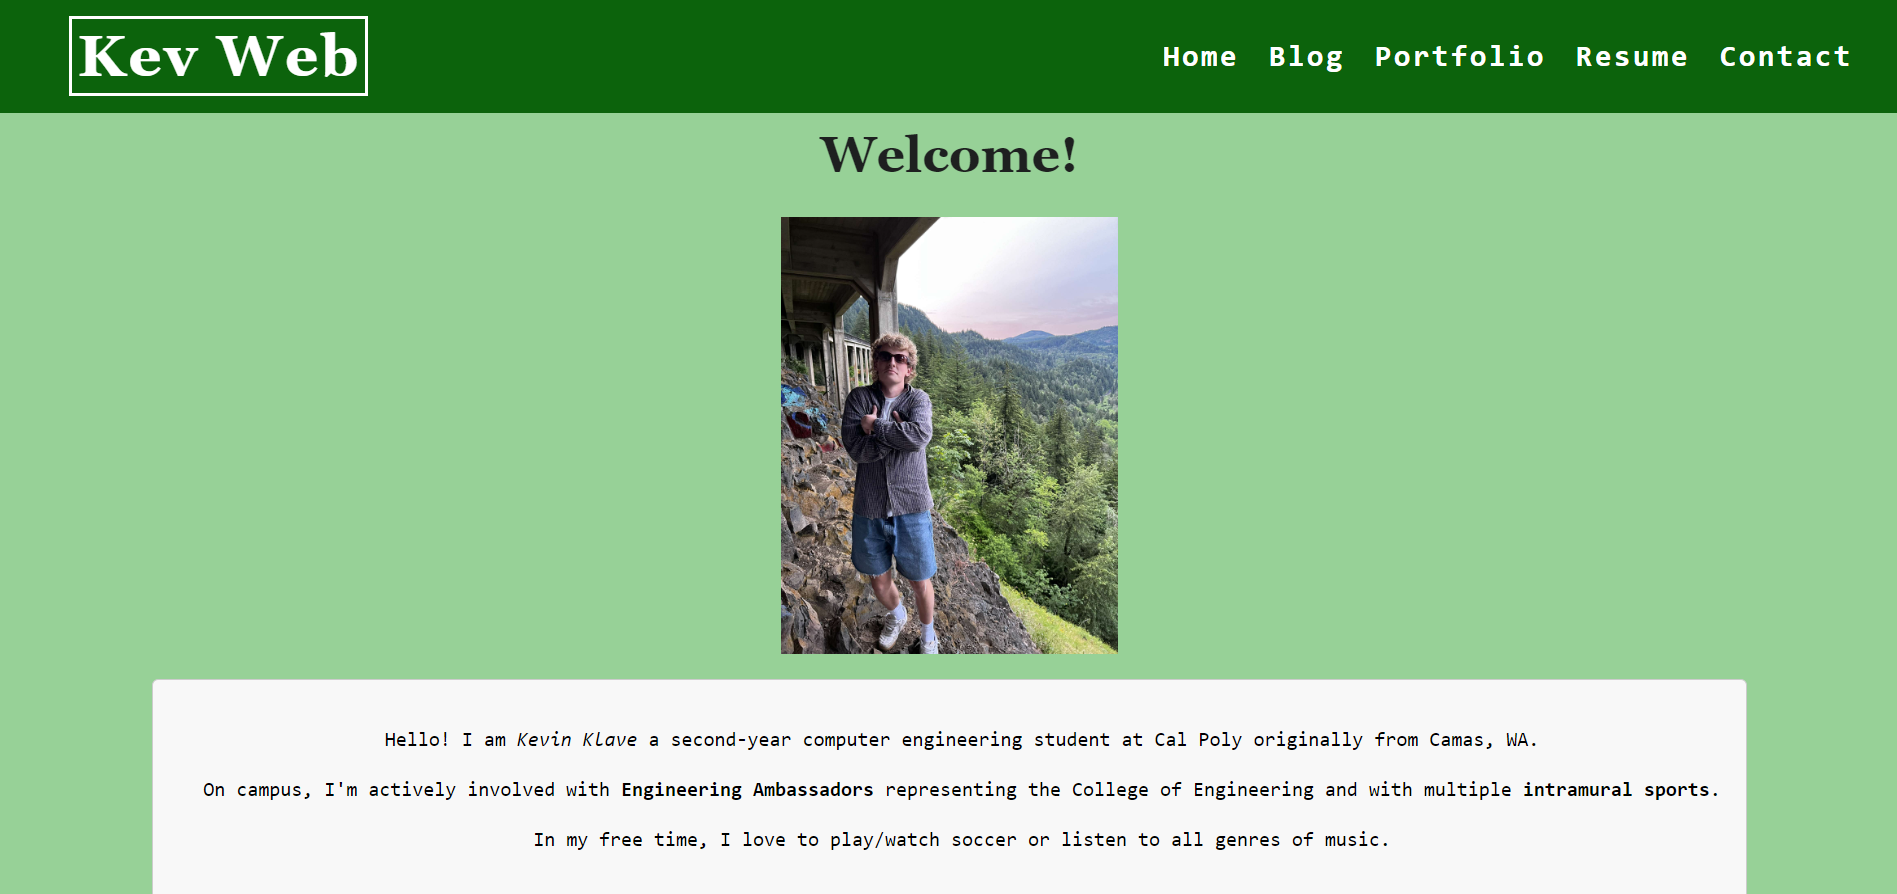 Kev Web
Home Blog Portfolio Resume Contact
Welcome!
Hello! I am Kevin Klave a second-year computer engineering student at Cal Poly originally from Camas, WA.
On campus, I'm actively involved with Engineering Ambassadors representing the College of Engineering and with multiple intramural sports.
In my free time, I love to play/watch soccer or listen to all genres of music.